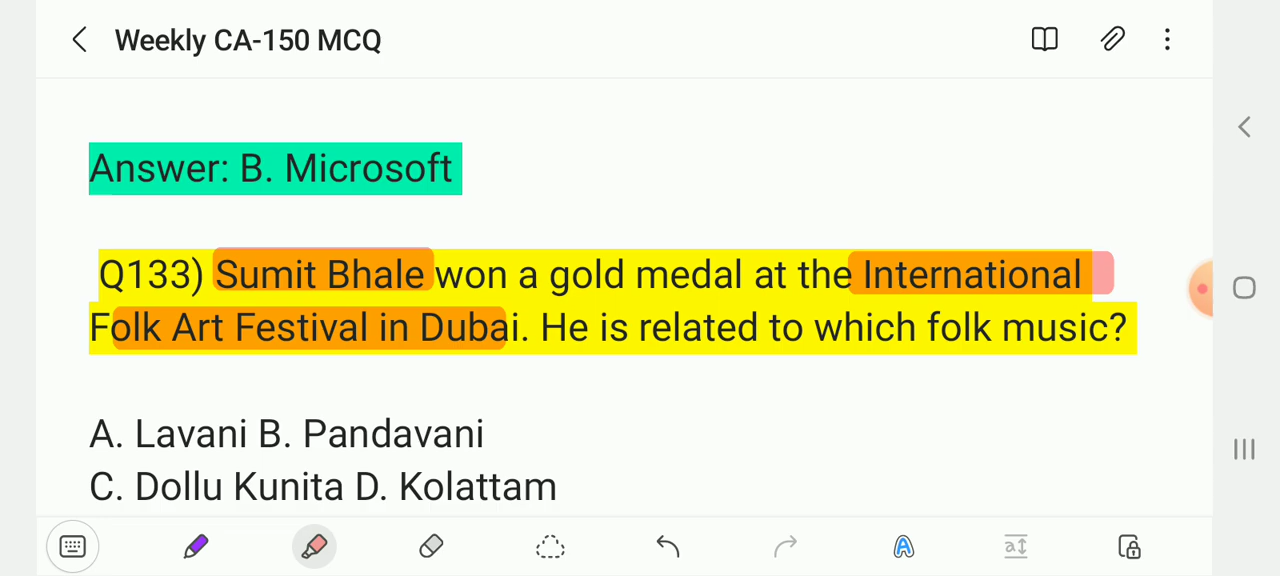 Weekly CA-150 MCQ
Answer: B. Microsoft
Q133) Sumit Bhale won a gold medal at the International
Folk Art Festival in Dubai. He is related to which folk music?
A. Lavani B. Pandavani
C. Dollu Kunita D. Kolattam